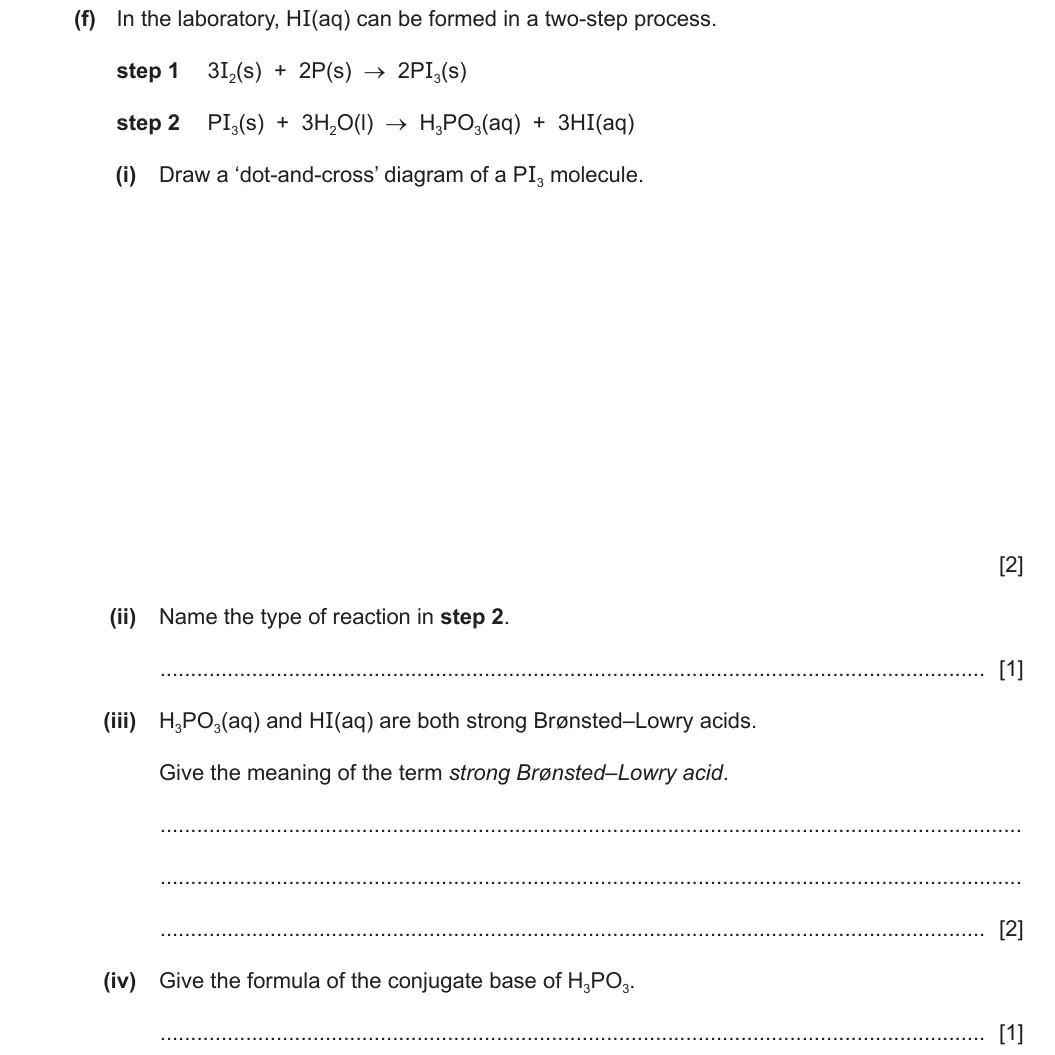 (f) In the laboratory, HI(aq) can be formed in a two-step process.
step 1 3I₂(s) + 2P(s) → 2PI₃(s)
step 2 PI₃(s) + 3H₂O(l) → H₃PO₃(aq) + 3HI(aq)
(i) Draw a ‘dot-and-cross’ diagram of a PI₃ molecule.
[2]
(ii) Name the type of reaction in step 2.
.......................................................................................................................................... [1]
(iii) H₃PO₃(aq) and HI(aq) are both strong Brønsted–Lowry acids.
Give the meaning of the term strong Brønsted–Lowry acid.
................................................................................................................................................
................................................................................................................................................
.......................................................................................................................................... [2]
(iv) Give the formula of the conjugate base of H₃PO₃.
.......................................................................................................................................... [1]